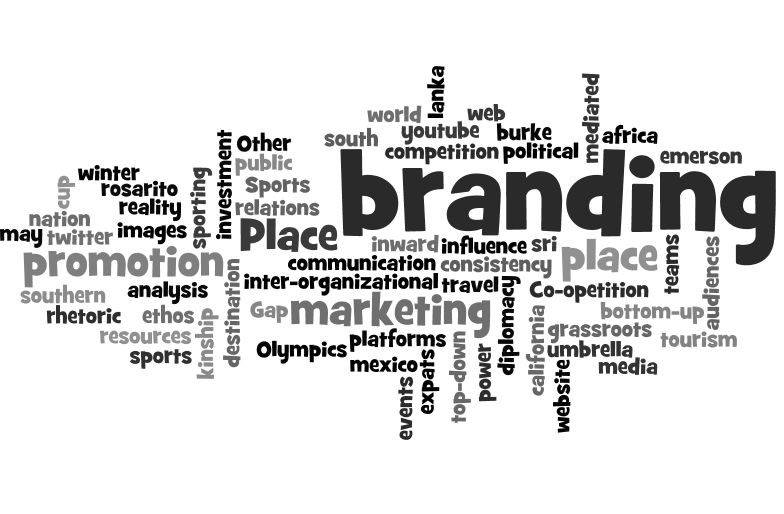 lanka
mediated
world
web
south
youtube
burke
africa
Other
competition
political
emerson
public
branding
winter
sporting
investment
cup
rosarito
Sports
reality
relations
nation
images
Place
may
twitter
inward
influence
sri
place
teams
audiences
promotion
communication
consistency
southern
analysis
destination
inter-organizational
travel
diplomacy
Co-opetition
rhetoric
ethos
Gap
marketing
california
bottom-up
resources
kinship
grassroots
tourism
sports
Olympics
platforms
top-down
power
umbrella
mexico
expats
media
events
website